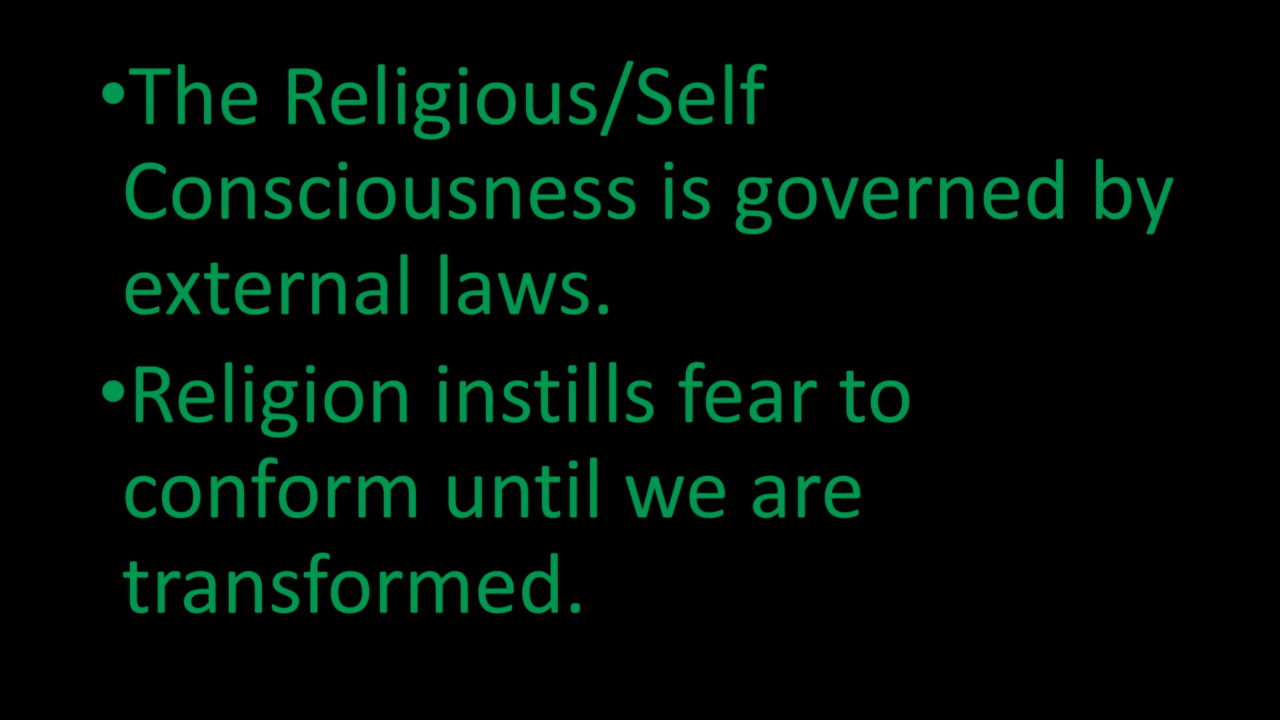 •The Religious/Self
Consciousness is governed by
external laws.
•Religion instills fear to
conform until we are
transformed.